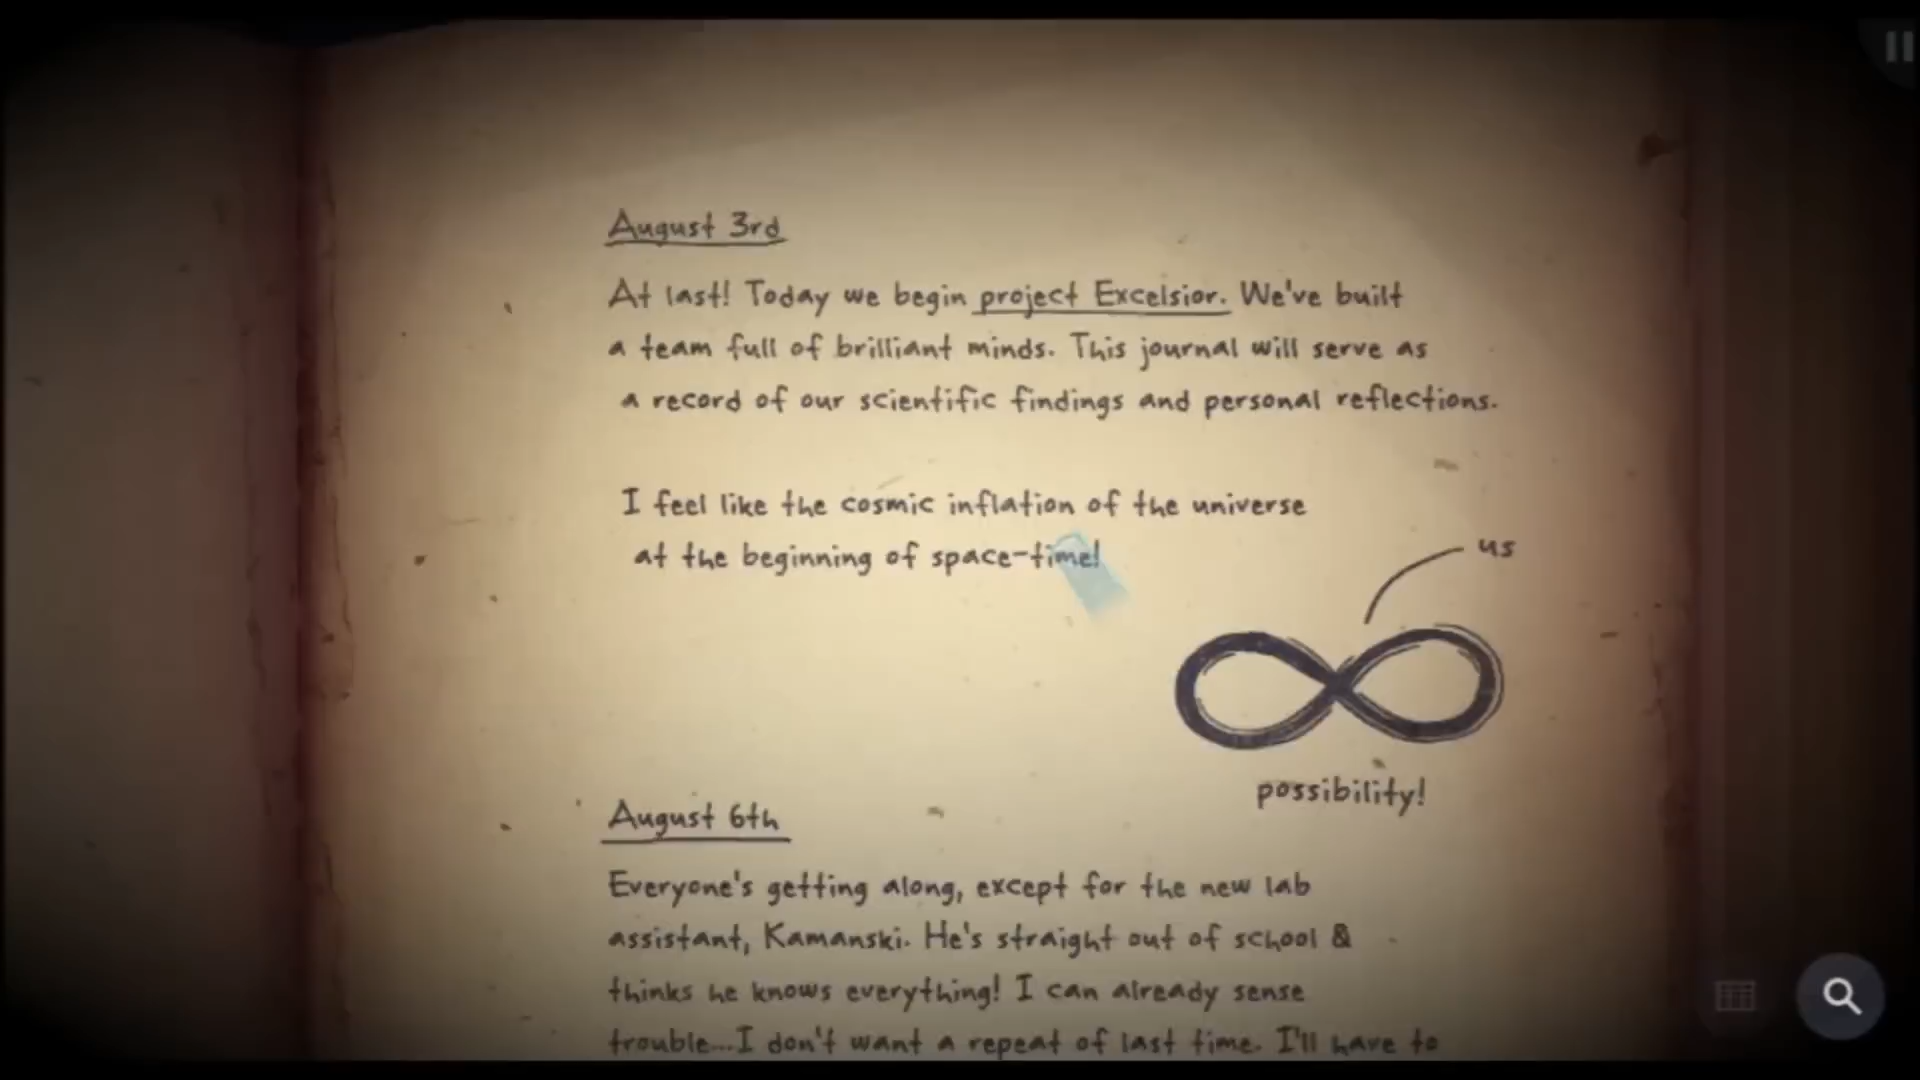 August 3rd
At last! Today we begin project Excelsior. We've built
a team full of brilliant minds. This journal will serve as
a record of our scientific findings and personal reflections.
I feel like the cosmic inflation of the universe
at the beginning of space-time!
us
possibility!
August 6th
Everyone's getting along, except for the new lab
assistant, Kamanski. He's straight out of school &
thinks he knows everything! I can already sense
trouble...I don't want a repeat of last time. I'll have to